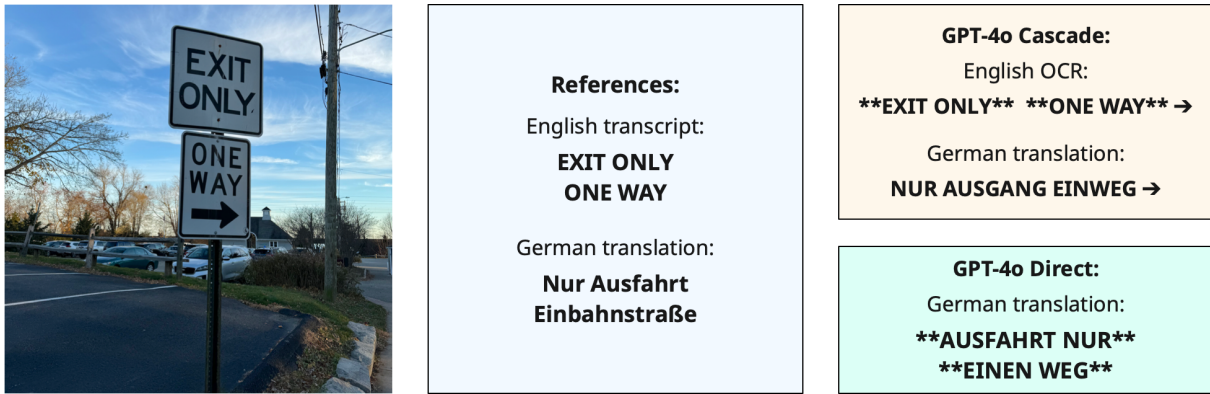 EXIT
ONLY
ONE
WAY
References:
English transcript:
EXIT ONLY
ONE WAY
German translation:
Nur Ausfahrt
Einbahnstraße
GPT-4o Cascade:
English OCR:
**EXIT ONLY** **ONE WAY** ➔
German translation:
NUR AUSGANG EINWEG ➔
GPT-4o Direct:
German translation:
**AUSFAHRT NUR**
**EINEN WEG**